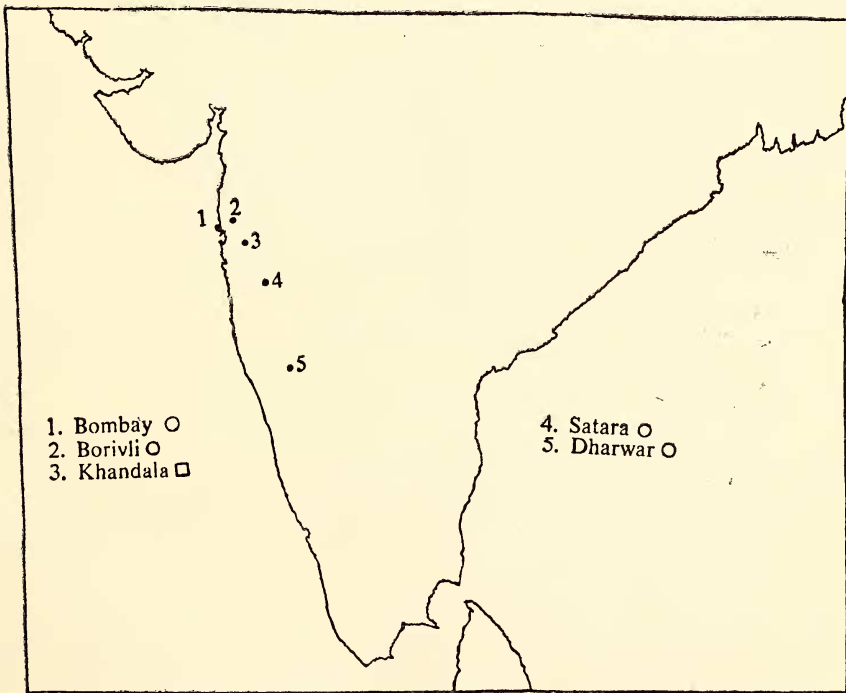 1
2
3
4
5
1. Bombay ○
2. Borivli ○
3. Khandala □
4. Satara ○
5. Dharwar ○